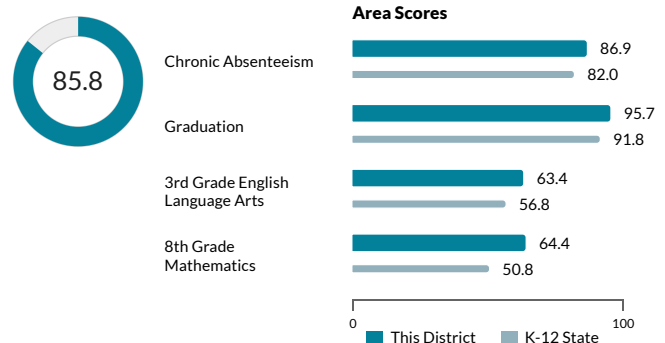 Area Scores
85.8
Chronic Absenteeism
86.9
82.0
Graduation
95.7
91.8
3rd Grade English
Language Arts
63.4
56.8
8th Grade
Mathematics
64.4
50.8
0
100
This District
K-12 State